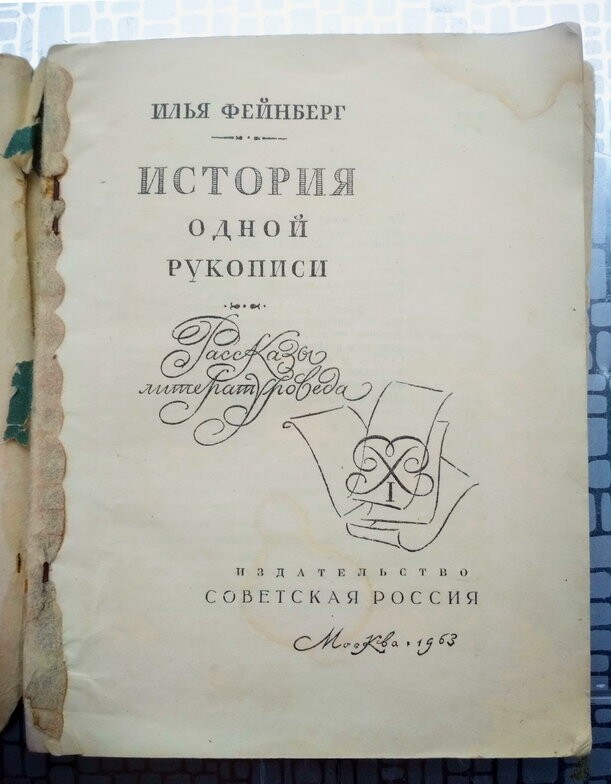 ИЛЬЯ ФЕЙНБЕРГ
ИСТОРИЯ
ОДНОЙ
РУКОПИСИ
Рассказы
литературоведа
I
ИЗДАТЕЛЬСТВО
СОВЕТСКАЯ РОССИЯ
Москва • 1963